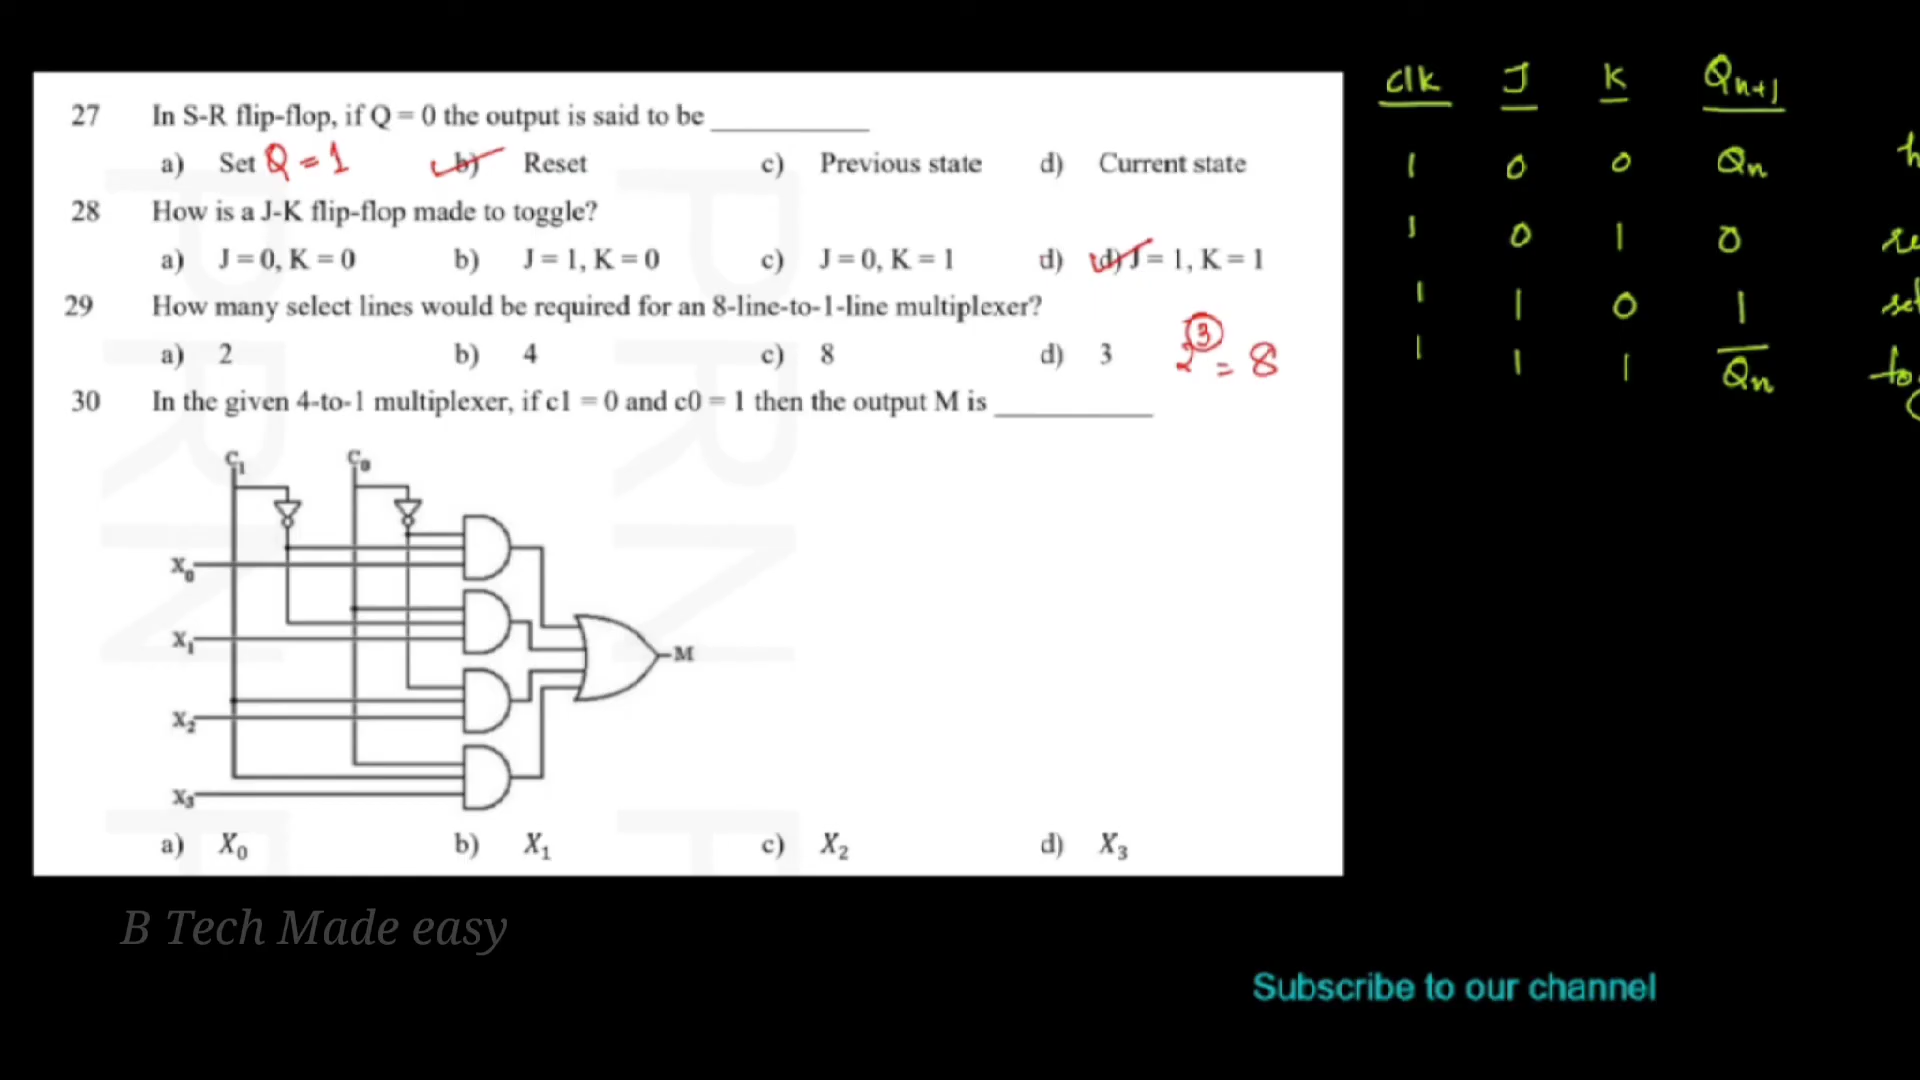 27 In S-R flip-flop, if Q = 0 the output is said to be ___________
a) Set Q = 1 b) Reset c) Previous state d) Current state
28 How is a J-K flip-flop made to toggle?
a) J = 0, K = 0 b) J = 1, K = 0 c) J = 0, K = 1 d) (d) J = 1, K = 1
29 How many select lines would be required for an 8-line-to-1-line multiplexer?
a) 2 b) 4 c) 8 d) 3 2³ = 8
30 In the given 4-to-1 multiplexer, if c1 = 0 and c0 = 1 then the output M is ___________
C₁ C₀
X₀
X₁
M
X₂
X₃
a) X₀ b) X₁ c) X₂ d) X₃
clk J K Qn+1
1 0 0 Qn
1 0 1 0
1 1 0 1
1 1 1 Q̅n
B Tech Made easy
Subscribe to our channel